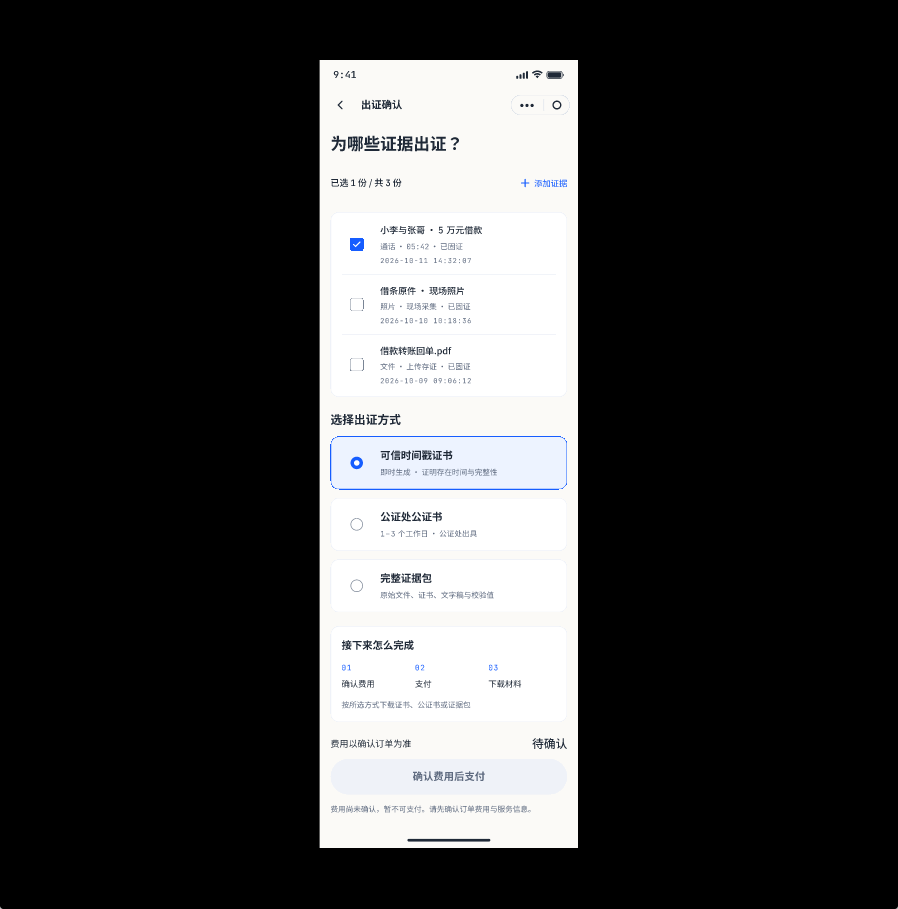 9:41
出证确认
为哪些证据出证？
已选 1 份 / 共 3 份
添加证据
小李与张哥 · 5 万元借款
通话 · 05:42 · 已固证
2026-10-11 14:32:07
借条原件 · 现场照片
照片 · 现场采集 · 已固证
2026-10-10 10:18:36
借款转账回单.pdf
文件 · 上传存证 · 已固证
2026-10-09 09:06:12
选择出证方式
可信时间戳证书
即时生成 · 证明存在时间与完整性
公证处公证书
1-3 个工作日 · 公证处出具
完整证据包
原始文件、证书、文字稿与校验值
接下来怎么完成
01 02 03
确认费用 支付 下载材料
按所选方式下载证书、公证书或证据包
费用以确认订单为准
待确认
确认费用后支付
费用尚未确认，暂不可支付。请先确认订单费用与服务信息。